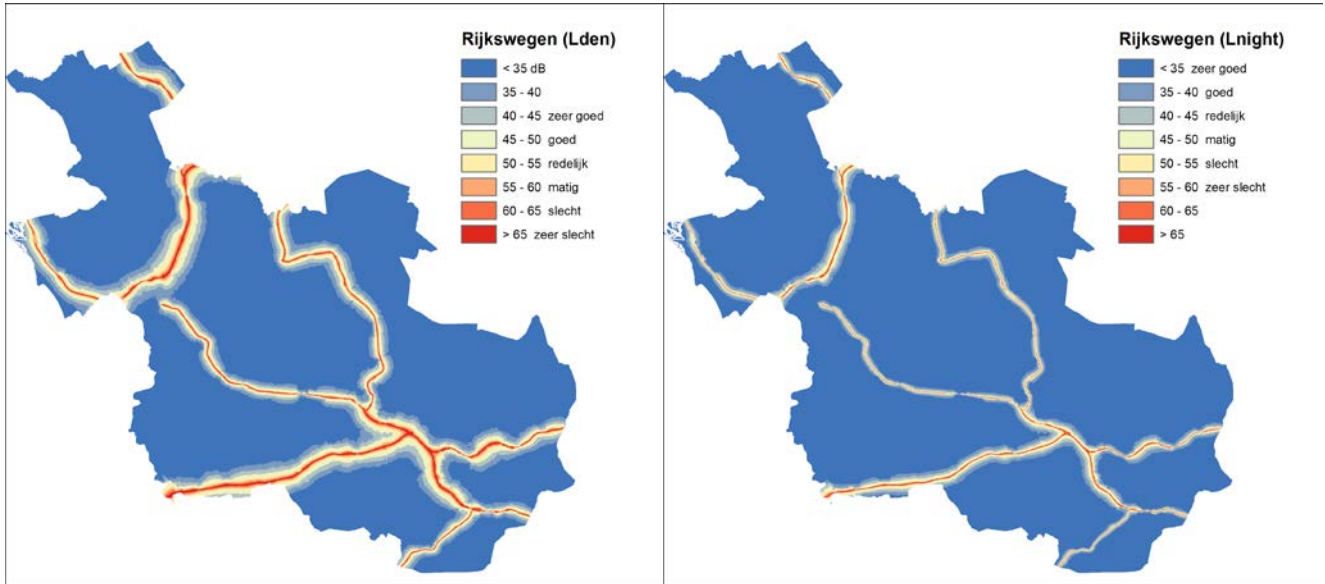 Rijkswegen (Lden)
< 35 dB
35 - 40
40 - 45 zeer goed
45 - 50 goed
50 - 55 redelijk
55 - 60 matig
60 - 65 slecht
> 65 zeer slecht
Rijkswegen (Lnight)
< 35 zeer goed
35 - 40 goed
40 - 45 redelijk
45 - 50 matig
50 - 55 slecht
55 - 60 zeer slecht
60 - 65
> 65